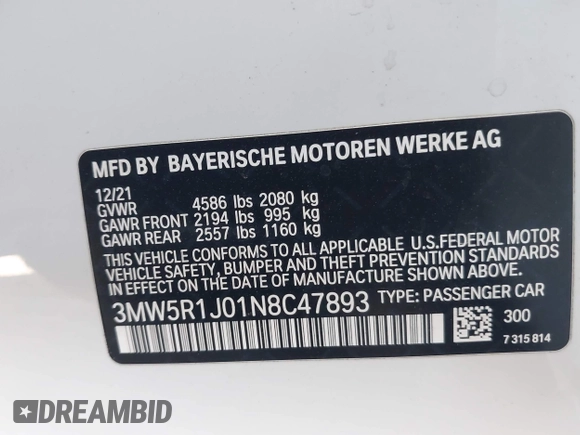 MFD BY BAYERISCHE MOTOREN WERKE AG
12/21
GVWR 4586 lbs 2080 kg
GAWR FRONT 2194 lbs 995 kg
GAWR REAR 2557 lbs 1160 kg
THIS VEHICLE CONFORMS TO ALL APPLICABLE U.S.FEDERAL MOTOR
VEHICLE SAFETY, BUMPER, AND THEFT PREVENTION STANDARDS
IN EFFECT ON THE DATE OF MANUFACTURE SHOWN ABOVE.
3MW5R1J01N8C47893 TYPE: PASSENGER CAR
300
7 315 814
DREAMBID